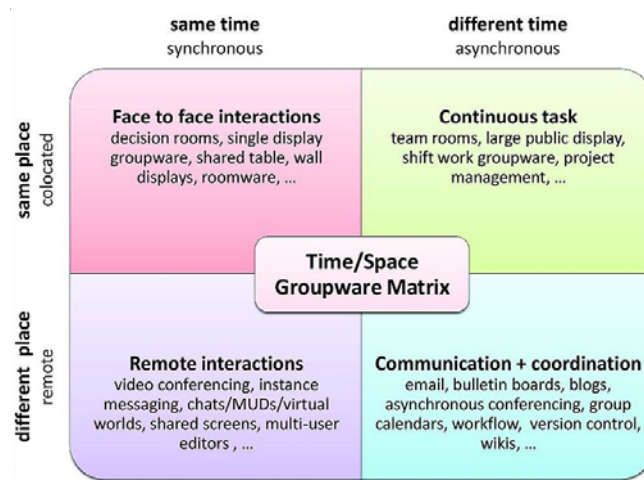 same time
synchronous
different time
asynchronous
same place
colocated
Face to face interactions
decision rooms, single display
groupware, shared table, wall
displays, roomware, ...
Continuous task
team rooms, large public display,
shift work groupware, project
management, ...
Time/Space
Groupware Matrix
different place
remote
Remote interactions
video conferencing, instance
messaging, chats/MUDs/virtual
worlds, shared screens, multi-user
editors , ...
Communication + coordination
email, bulletin boards, blogs,
asynchronous conferencing, group
calendars, workflow, version control,
wikis, ...